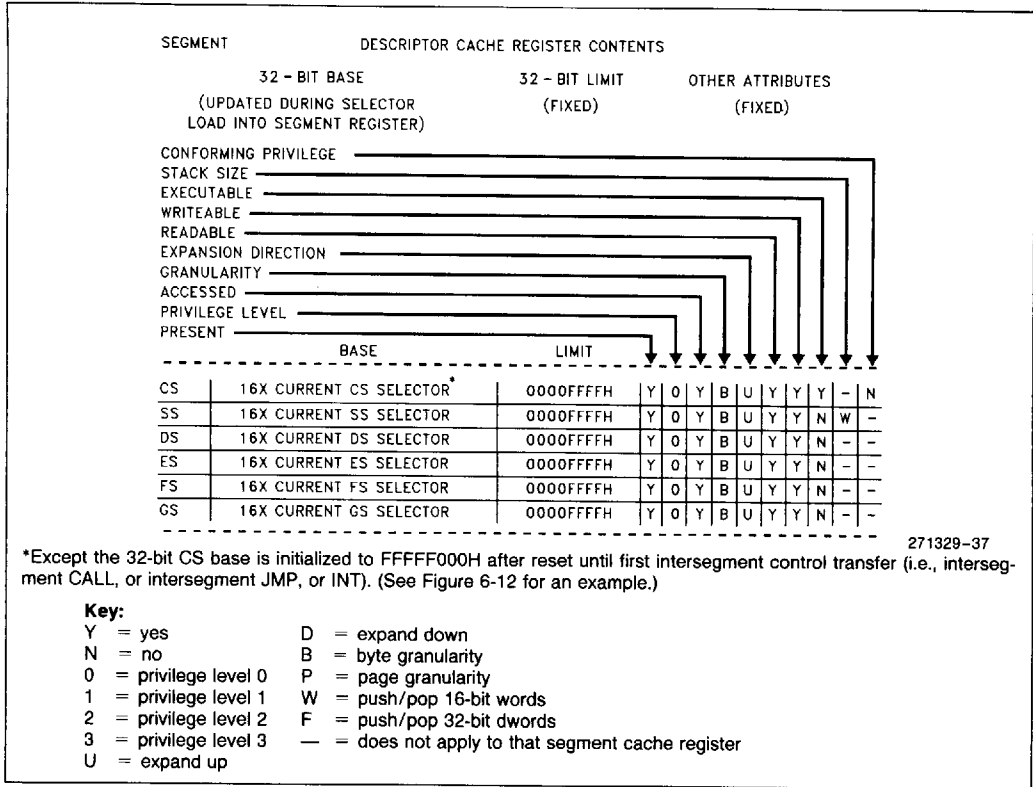 SEGMENT DESCRIPTOR CACHE REGISTER CONTENTS
32 - BIT BASE 32 - BIT LIMIT OTHER ATTRIBUTES
(UPDATED DURING SELECTOR (FIXED) (FIXED)
LOAD INTO SEGMENT REGISTER)
CONFORMING PRIVILEGE
STACK SIZE
EXECUTABLE
WRITEABLE
READABLE
EXPANSION DIRECTION
GRANULARITY
ACCESSED
PRIVILEGE LEVEL
PRESENT
BASE LIMIT
CS 16X CURRENT CS SELECTOR* 0000FFFFH Y 0 Y B U Y Y Y - N
SS 16X CURRENT SS SELECTOR 0000FFFFH Y 0 Y B U Y Y N W -
DS 16X CURRENT DS SELECTOR 0000FFFFH Y 0 Y B U Y Y N - -
ES 16X CURRENT ES SELECTOR 0000FFFFH Y 0 Y B U Y Y N - -
FS 16X CURRENT FS SELECTOR 0000FFFFH Y 0 Y B U Y Y N - -
GS 16X CURRENT GS SELECTOR 0000FFFFH Y 0 Y B U Y Y N - -
271329-37
*Except the 32-bit CS base is initialized to FFFFF000H after reset until first intersegment control transfer (i.e., interseg-
ment CALL, or intersegment JMP, or INT). (See Figure 6-12 for an example.)
Key:
Y = yes D = expand down
N = no B = byte granularity
0 = privilege level 0 P = page granularity
1 = privilege level 1 W = push/pop 16-bit words
2 = privilege level 2 F = push/pop 32-bit dwords
3 = privilege level 3 — = does not apply to that segment cache register
U = expand up